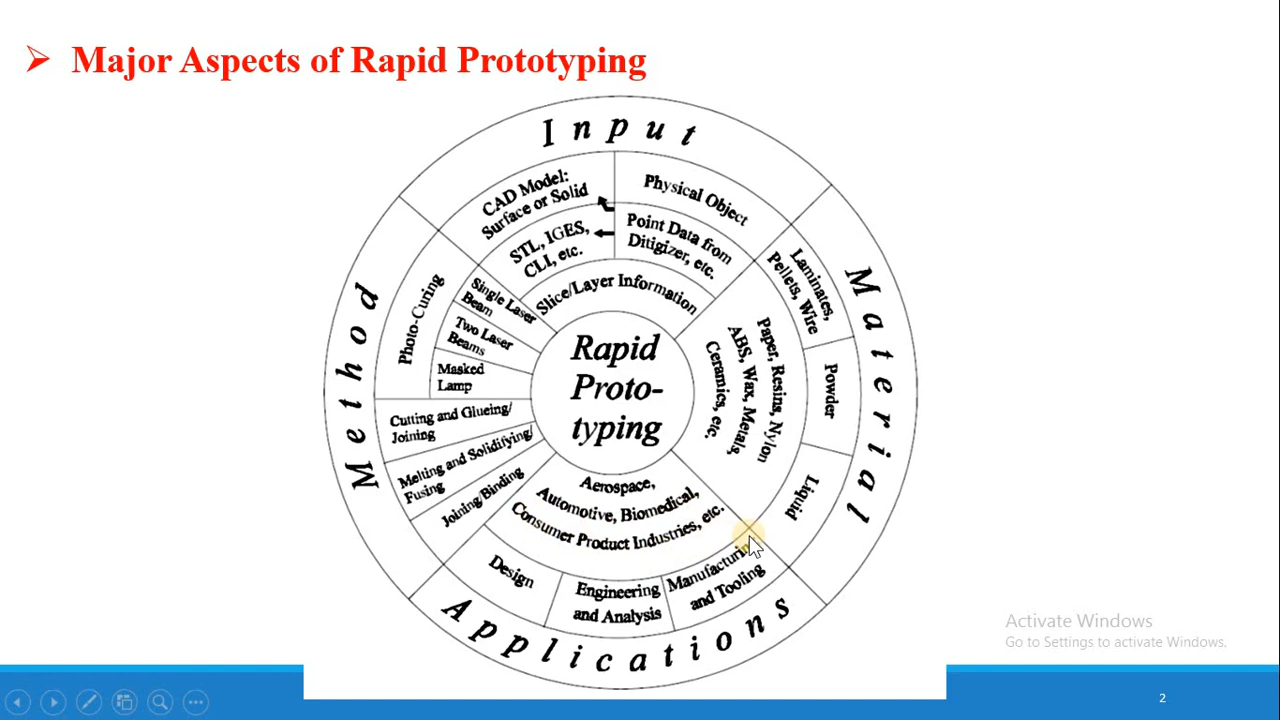 Major Aspects of Rapid Prototyping
Input
CAD Model:
Surface or Solid
Physical Object
STL, IGES,
CLI, etc.
Point Data from
Ditigizer, etc.
Slice/Layer Information
Method
Photo-Curing
Single Laser
Beam
Two Laser
Beams
Masked
Lamp
Cutting and Glueing/
Joining
Melting and Solidifying/
Fusing
Joining/Binding
Rapid
Proto-
typing
Material
Laminates,
Pellets, Wire
Powder
Liquid
Paper, Resins, Nylon
ABS, Wax, Metals,
Ceramics, etc.
Aerospace,
Automotive, Biomedical,
Consumer Product Industries, etc.
Design
Engineering
and Analysis
Manufacturing
and Tooling
Applications
Activate Windows
Go to Settings to activate Windows.
2